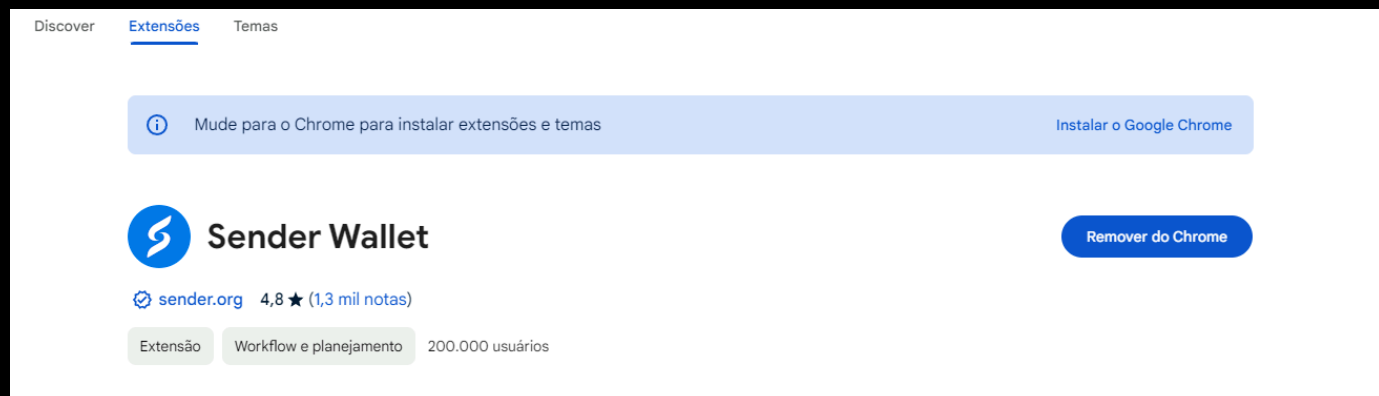 Discover Extensões Temas
Mude para o Chrome para instalar extensões e temas Instalar o Google Chrome
Sender Wallet Remover do Chrome
sender.org 4,8 ★ (1,3 mil notas)
Extensão Workflow e planejamento 200.000 usuários